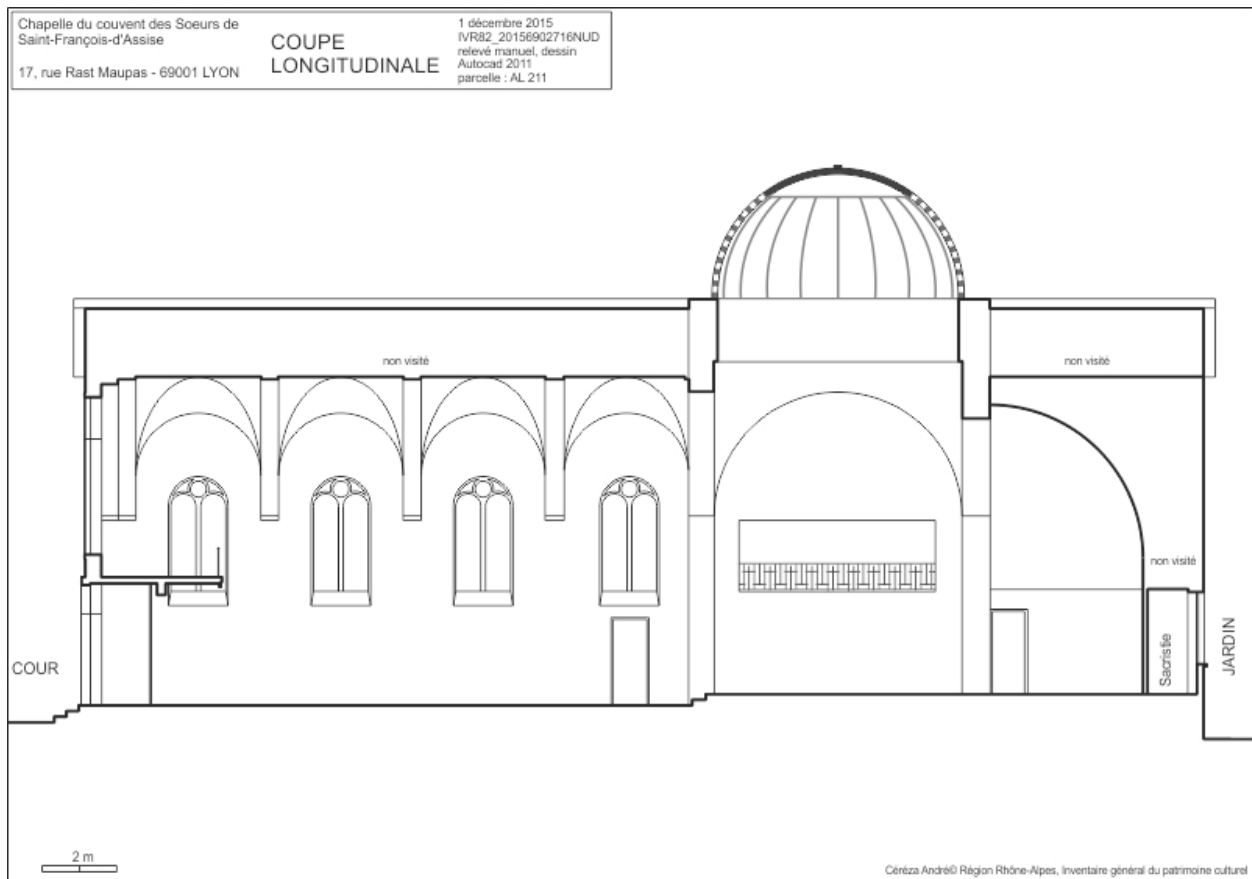 Chapelle du couvent des Soeurs de
Saint-François-d'Assise
17, rue Rast Maupas - 69001 LYON
COUPE
LONGITUDINALE
1 décembre 2015
IVR82_20156902716NUD
relevé manuel, dessin
Autocad 2011
parcelle : AL 211
non visité
non visité
non visité
COUR
Sacristie
JARDIN
2 m
Céréza André© Région Rhône-Alpes, Inventaire général du patrimoine culturel